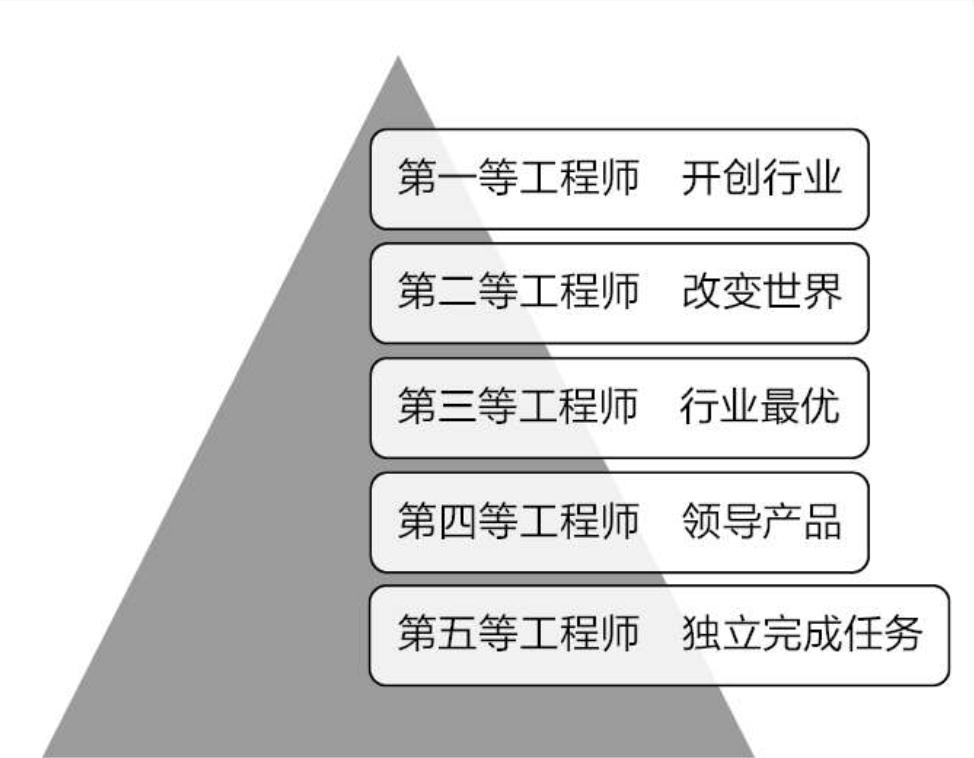 第一等工程师 开创行业
第二等工程师 改变世界
第三等工程师 行业最优
第四等工程师 领导产品
第五等工程师 独立完成任务